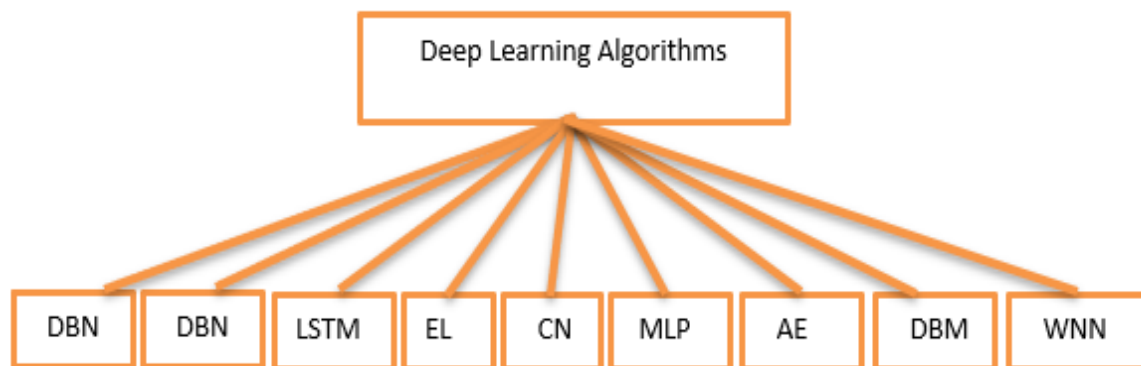 Deep Learning Algorithms
DBN DBN LSTM EL CN MLP AE DBM WNN